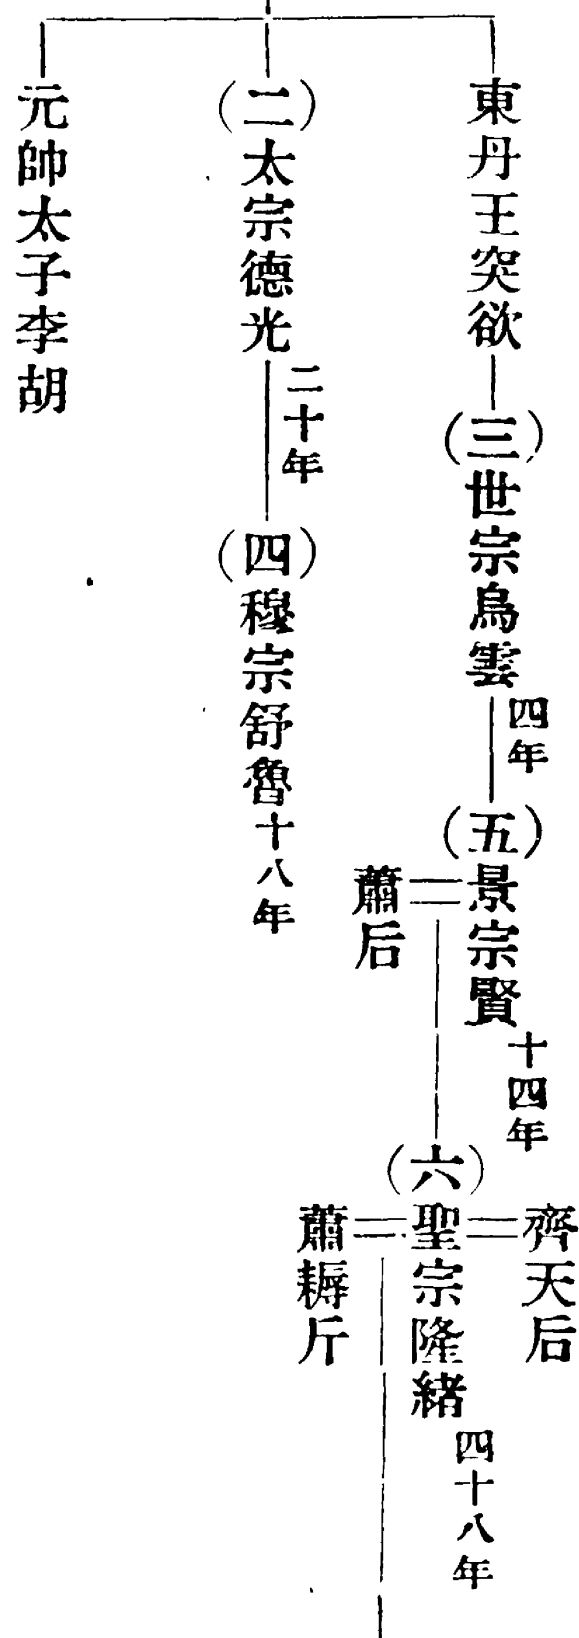 東丹王突欲
(三)世宗烏雲
四年
(五)景宗賢
十四年
蕭后
(六)聖宗隆緒
四十八年
齊天后
蕭耨斤
(二)太宗德光
二十年
(四)穆宗舒魯
十八年
元帥太子李胡